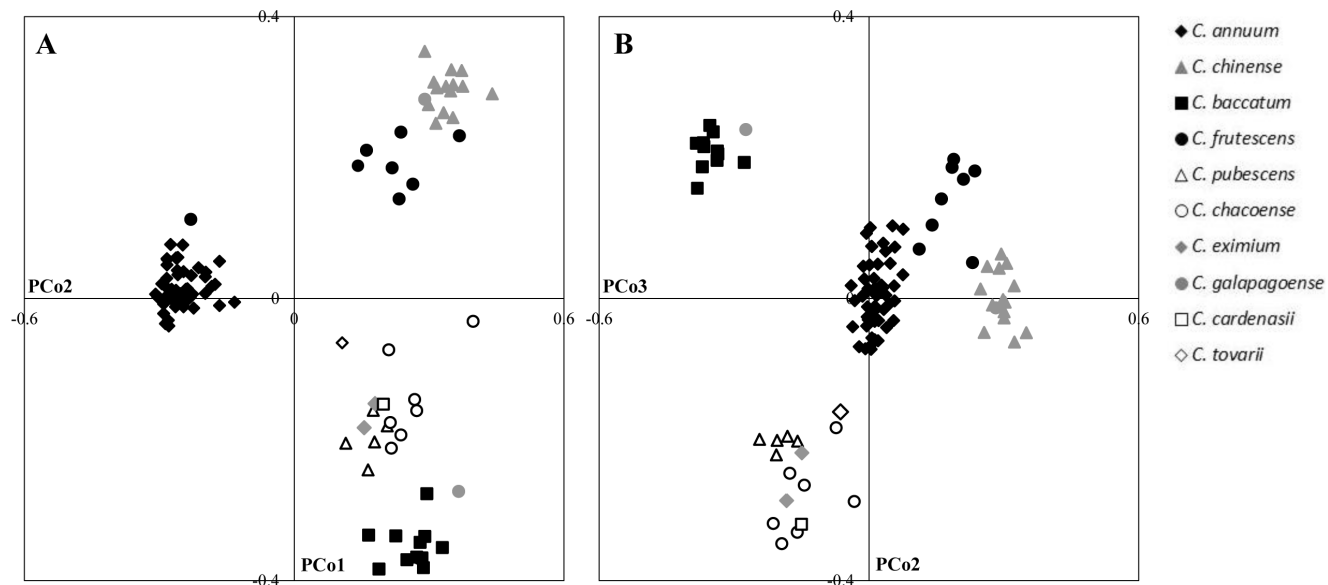 A
0.4
PCo2
-0.6
0
0.6
PCo1
-0.4
B
0.4
PCo3
-0.6
0
0.6
PCo2
-0.4
C. annuum
C. chinense
C. baccatum
C. frutescens
C. pubescens
C. chacoense
C. eximium
C. galapagoense
C. cardenasii
C. tovarii